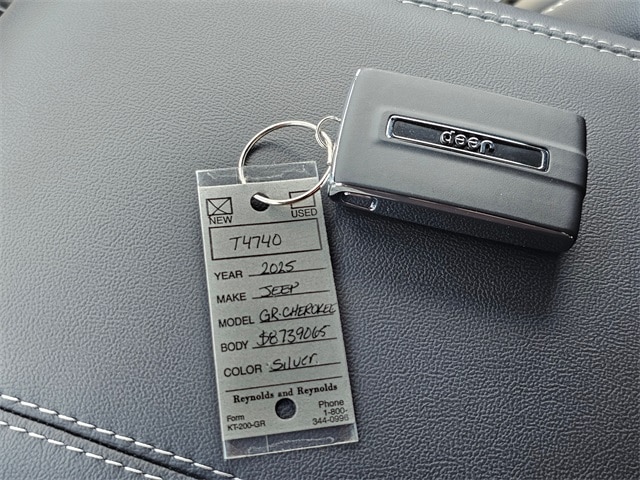 Jeep
NEW USED
T4740
YEAR 2025
MAKE JEEP
MODEL GR. CHEROKEE
BODY S8739065
COLOR Silver
Reynolds and Reynolds
Form
KT-200-GR
Phone
1-800-
344-0996